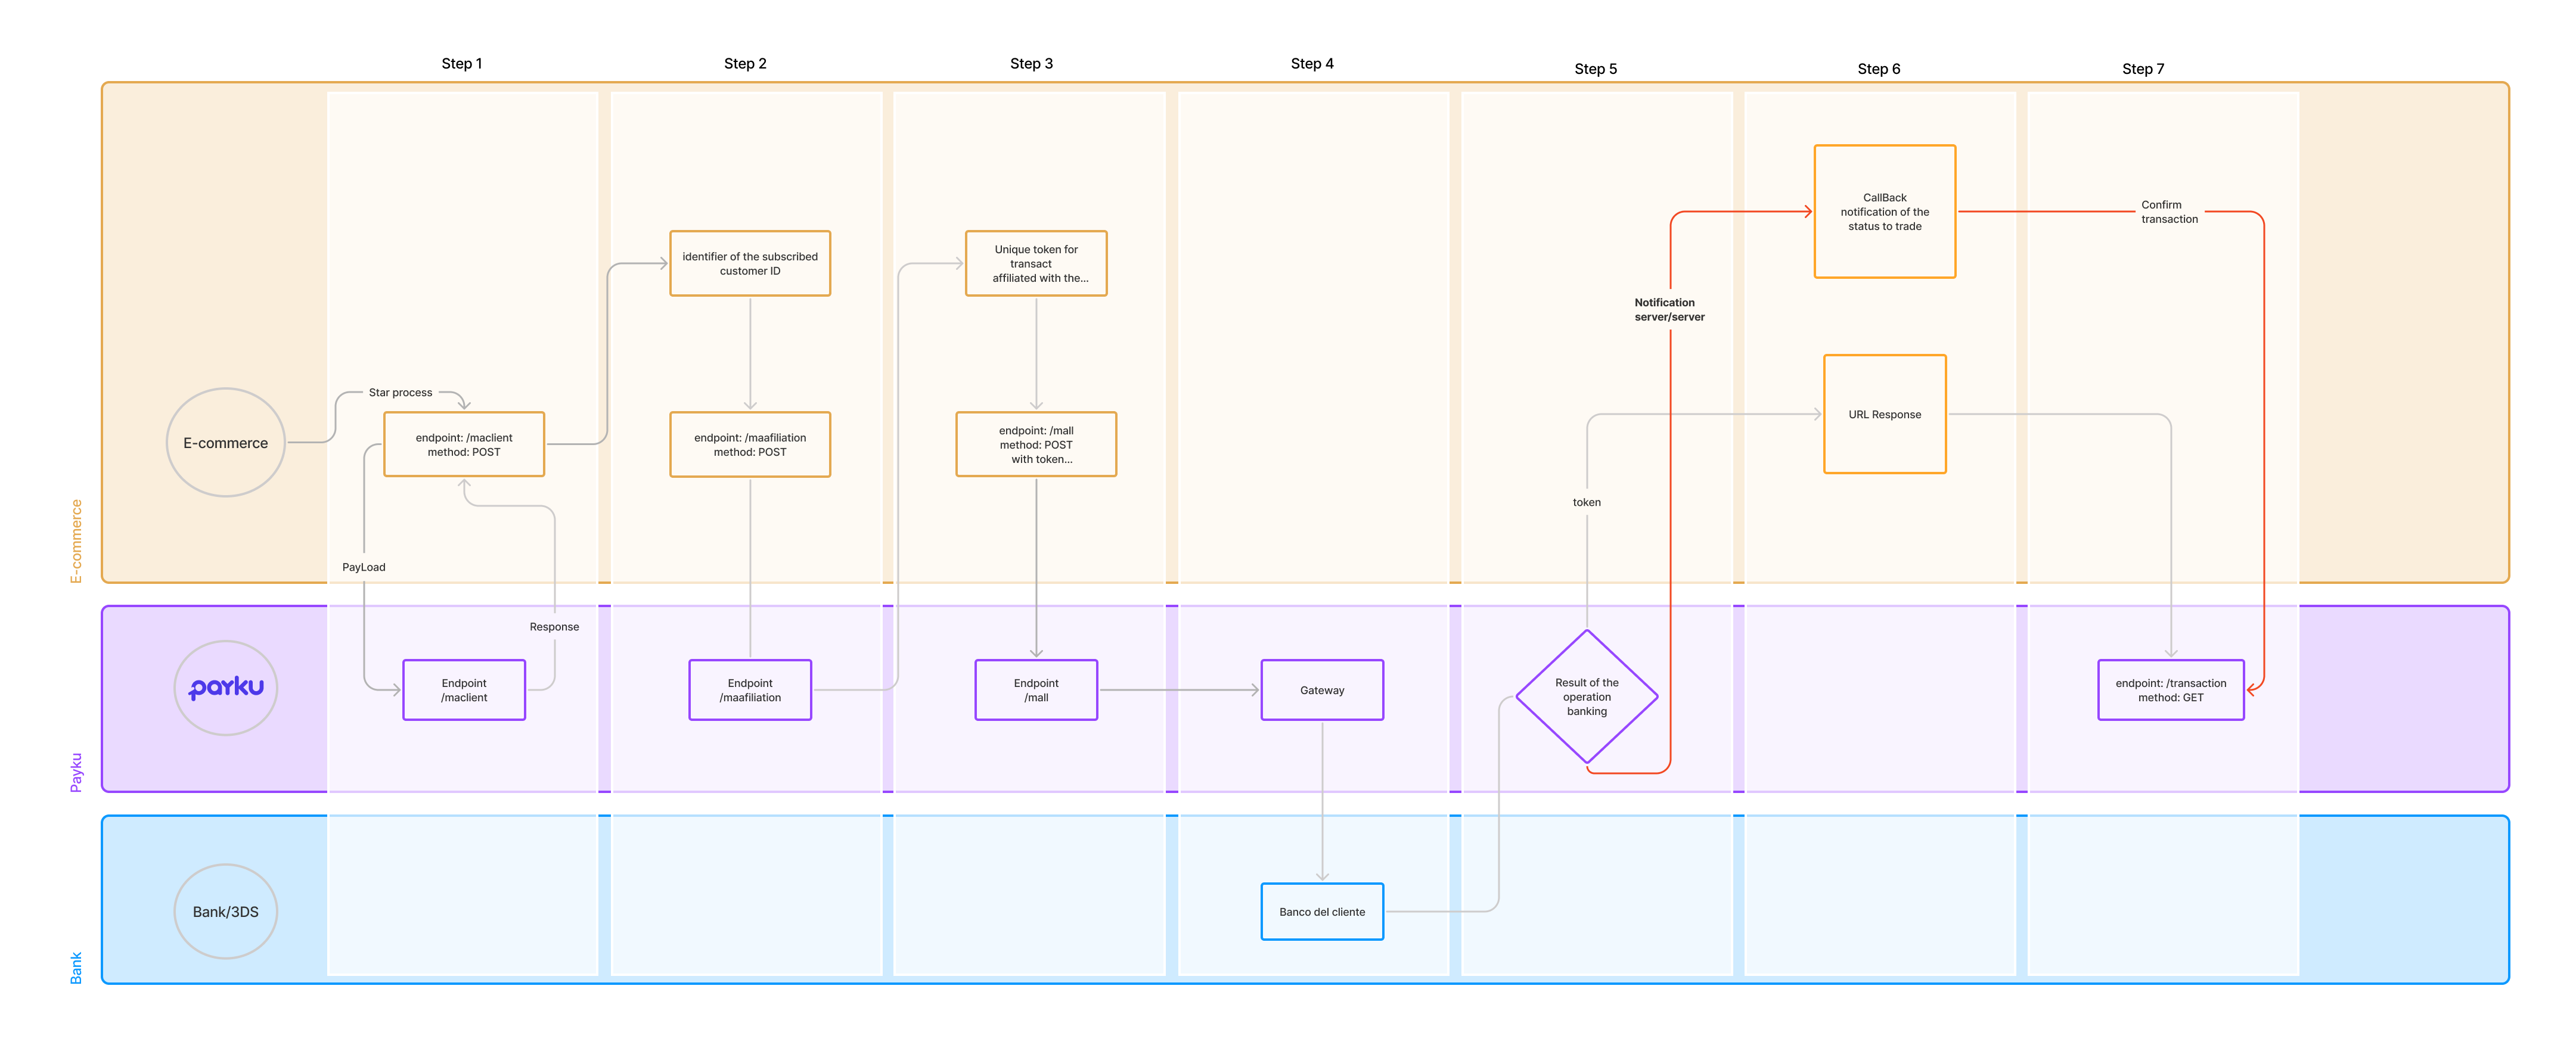 Step 1
Step 2
Step 3
Step 4
Step 5
Step 6
Step 7
E-commerce
E-commerce
Star process
endpoint: /maclient
method: POST
PayLoad
Response
identifier of the subscribed
customer ID
endpoint: /maafiliation
method: POST
Unique token for
transact
affiliated with the...
endpoint: /mall
method: POST
with token...
Notification
server/server
token
CallBack
notification of the
status to trade
URL Response
Confirm
transaction
Payku
payku
Endpoint
/maclient
Endpoint
/maafiliation
Endpoint
/mall
Gateway
Result of the
operation
banking
endpoint: /transaction
method: GET
Bank
Bank/3DS
Banco del cliente